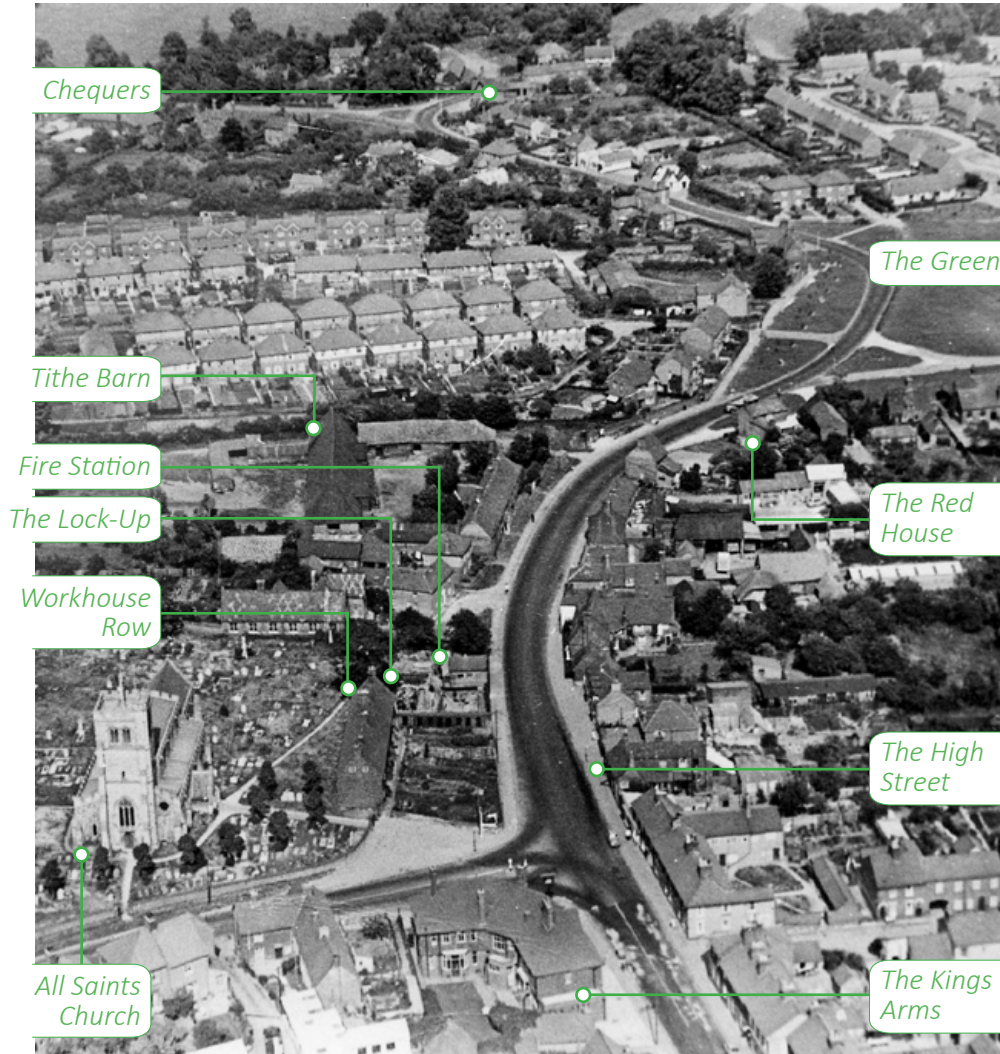 Chequers
The Green
Tithe Barn
Fire Station
The Lock-Up
The Red
House
Workhouse
Row
The High
Street
All Saints
Church
The Kings
Arms